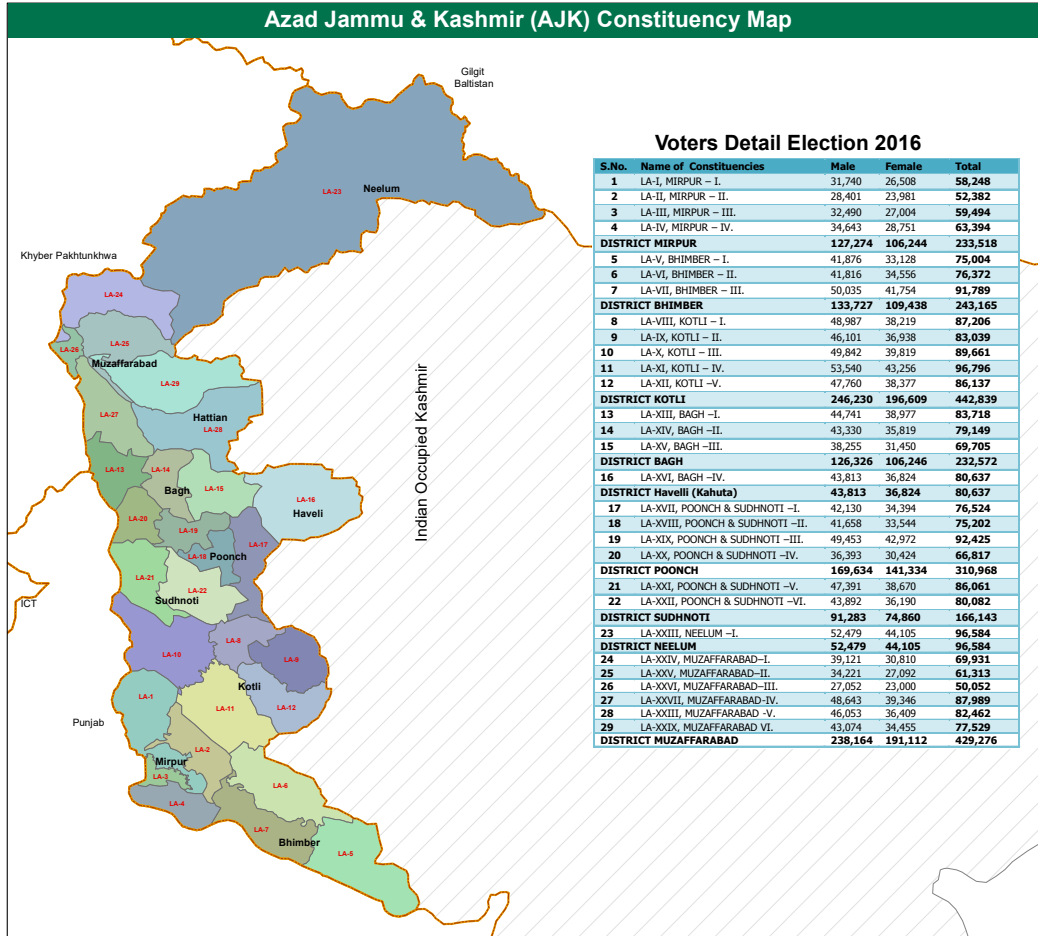 Azad Jammu & Kashmir (AJK) Constituency Map
Gilgit
Baltistan
LA-23
Neelum
Khyber Pakhtunkhwa
LA-24
LA-25
LA-26
Muzaffarabad
LA-29
LA-27
Hattian
LA-28
LA-13
LA-14
Bagh
LA-15
LA-16
Haveli
LA-20
LA-19
LA-17
LA-18
Poonch
LA-21
LA-22
Sudhnoti
ICT
LA-8
LA-10
LA-9
Kotli
LA-1
LA-11
LA-12
Punjab
LA-2
Mirpur
LA-3
LA-6
LA-4
LA-7
Bhimber
LA-5
Indian Occupied Kashmir
Voters Detail Election 2016
S.No. Name of Constituencies Male Female Total
1 LA-I, MIRPUR – I. 31,740 26,508 58,248
2 LA-II, MIRPUR – II. 28,401 23,981 52,382
3 LA-III, MIRPUR – III. 32,490 27,004 59,494
4 LA-IV, MIRPUR – IV. 34,643 28,751 63,394
DISTRICT MIRPUR 127,274 106,244 233,518
5 LA-V, BHIMBER – I. 41,876 33,128 75,004
6 LA-VI, BHIMBER – II. 41,816 34,556 76,372
7 LA-VII, BHIMBER – III. 50,035 41,754 91,789
DISTRICT BHIMBER 133,727 109,438 243,165
8 LA-VIII, KOTLI – I. 48,987 38,219 87,206
9 LA-IX, KOTLI – II. 46,101 36,938 83,039
10 LA-X, KOTLI – III. 49,842 39,819 89,661
11 LA-XI, KOTLI – IV. 53,540 43,256 96,796
12 LA-XII, KOTLI –V. 47,760 38,377 86,137
DISTRICT KOTLI 246,230 196,609 442,839
13 LA-XIII, BAGH –I. 44,741 38,977 83,718
14 LA-XIV, BAGH –II. 43,330 35,819 79,149
15 LA-XV, BAGH –III. 38,255 31,450 69,705
DISTRICT BAGH 126,326 106,246 232,572
16 LA-XVI, BAGH –IV. 43,813 36,824 80,637
DISTRICT Havelli (Kahuta) 43,813 36,824 80,637
17 LA-XVII, POONCH & SUDHNOTI –I. 42,130 34,394 76,524
18 LA-XVIII, POONCH & SUDHNOTI –II. 41,658 33,544 75,202
19 LA-XIX, POONCH & SUDHNOTI –III. 49,453 42,972 92,425
20 LA-XX, POONCH & SUDHNOTI –IV. 36,393 30,424 66,817
DISTRICT POONCH 169,634 141,334 310,968
21 LA-XXI, POONCH & SUDHNOTI –V. 47,391 38,670 86,061
22 LA-XXII, POONCH & SUDHNOTI –VI. 43,892 36,190 80,082
DISTRICT SUDHNOTI 91,283 74,860 166,143
23 LA-XXIII, NEELUM –I. 52,479 44,105 96,584
DISTRICT NEELUM 52,479 44,105 96,584
24 LA-XXIV, MUZAFFARABAD–I. 39,121 30,810 69,931
25 LA-XXV, MUZAFFARABAD–II. 34,221 27,092 61,313
26 LA-XXVI, MUZAFFARABAD–III. 27,052 23,000 50,052
27 LA-XXVII, MUZAFFARABAD-IV. 48,643 39,346 87,989
28 LA-XXIII, MUZAFFARABAD -V. 46,053 36,409 82,462
29 LA-XXIX, MUZAFFARABAD VI. 43,074 34,455 77,529
DISTRICT MUZAFFARABAD 238,164 191,112 429,276